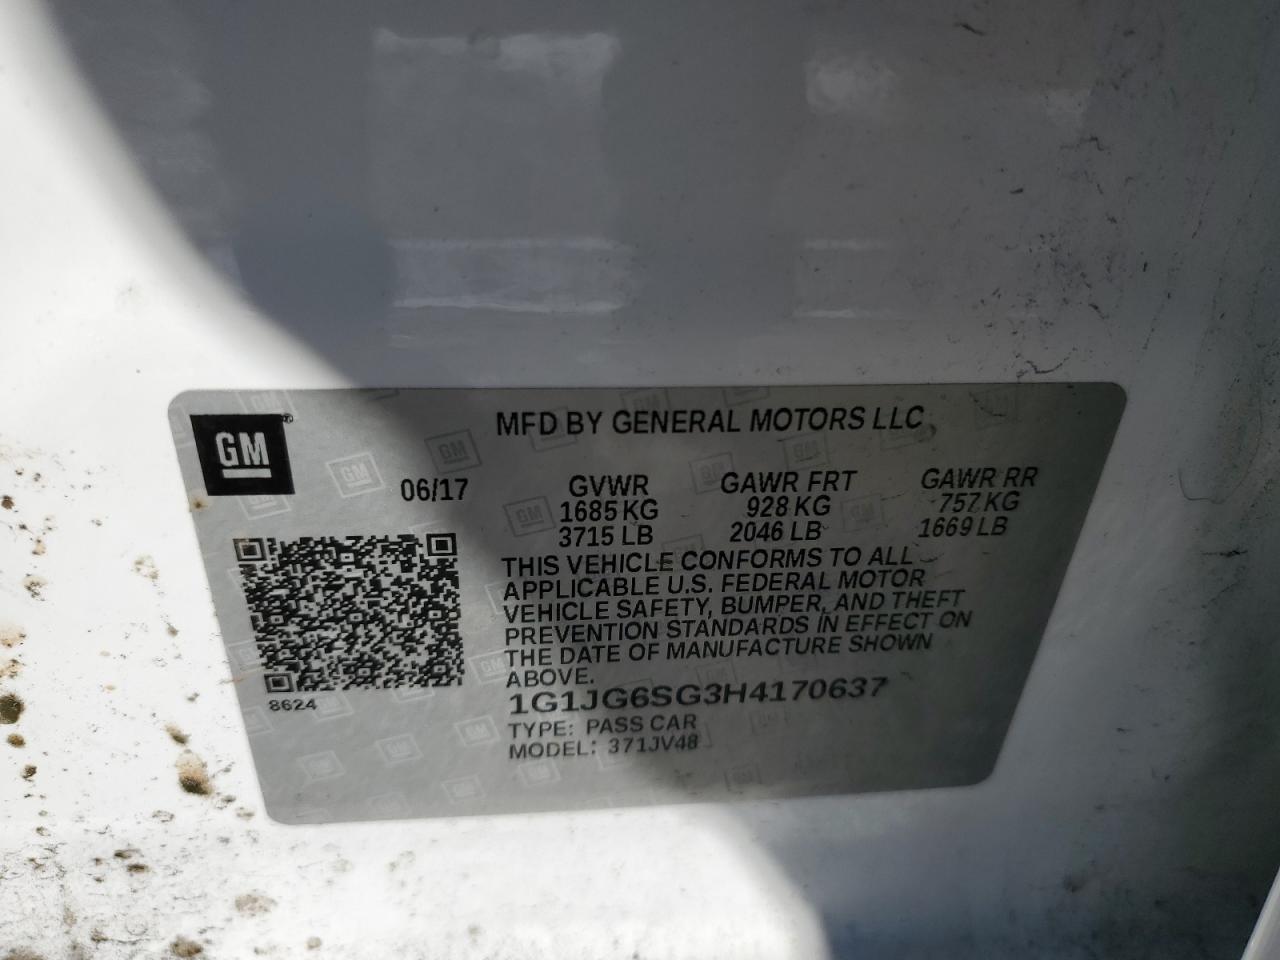 GM
MFD BY GENERAL MOTORS LLC
06/17 GVWR GAWR FRT GAWR RR
1685 KG 928 KG 757 KG
3715 LB 2046 LB 1669 LB
THIS VEHICLE CONFORMS TO ALL
APPLICABLE U.S. FEDERAL MOTOR
VEHICLE SAFETY, BUMPER, AND THEFT
PREVENTION STANDARDS IN EFFECT ON
THE DATE OF MANUFACTURE SHOWN
ABOVE.
1G1JG6SG3H4170637
8624
TYPE: PASS CAR
MODEL: 371JV48